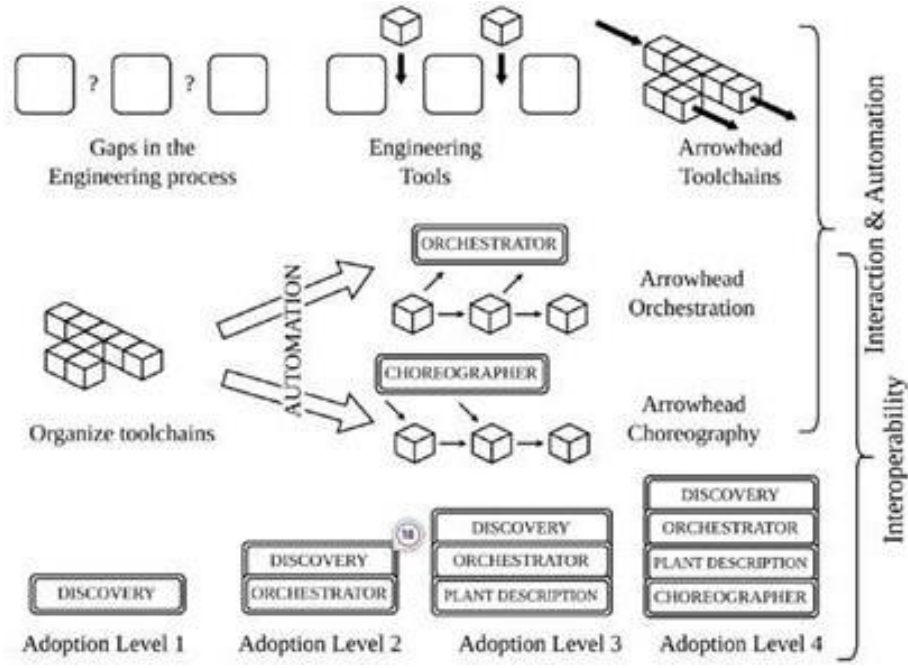 ? ?
Gaps in the
Engineering process
Engineering
Tools
Arrowhead
Toolchains
Interaction & Automation
ORCHESTRATOR
AUTOMATION
Arrowhead
Orchestration
CHOREOGRAPHER
Organize toolchains
Arrowhead
Choreography
Interoperability
DISCOVERY
Adoption Level 1
DISCOVERY
ORCHESTRATOR
Adoption Level 2
DISCOVERY
ORCHESTRATOR
PLANT DESCRIPTION
Adoption Level 3
DISCOVERY
ORCHESTRATOR
PLANT DESCRIPTION
CHOREOGRAPHER
Adoption Level 4